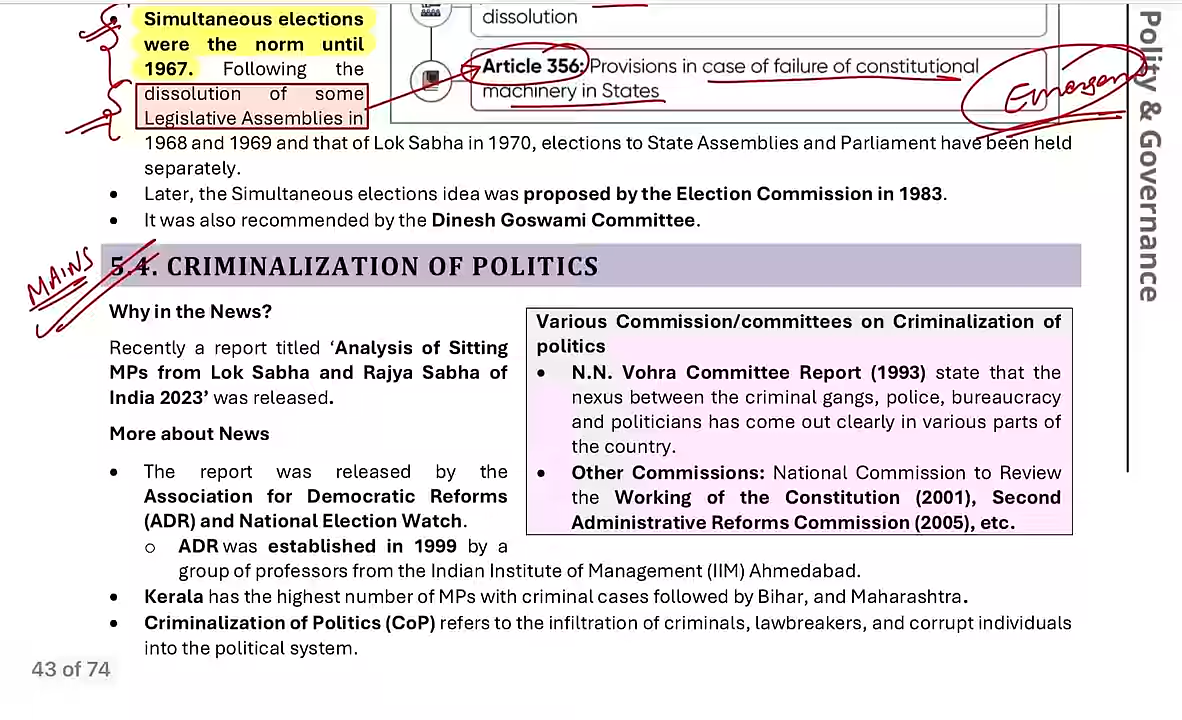 Simultaneous elections
were the norm until
1967. Following the
dissolution of some
Legislative Assemblies in
dissolution
Article 356: Provisions in case of failure of constitutional
machinery in States
Emergency
1968 and 1969 and that of Lok Sabha in 1970, elections to State Assemblies and Parliament have been held
separately.
• Later, the Simultaneous elections idea was proposed by the Election Commission in 1983.
• It was also recommended by the Dinesh Goswami Committee.
MAINS
5.4. CRIMINALIZATION OF POLITICS
Why in the News?
Recently a report titled ‘Analysis of Sitting
MPs from Lok Sabha and Rajya Sabha of
India 2023’ was released.
More about News
• The report was released by the
Association for Democratic Reforms
(ADR) and National Election Watch.
o ADR was established in 1999 by a
group of professors from the Indian Institute of Management (IIM) Ahmedabad.
Various Commission/committees on Criminalization of
politics
• N.N. Vohra Committee Report (1993) state that the
nexus between the criminal gangs, police, bureaucracy
and politicians has come out clearly in various parts of
the country.
• Other Commissions: National Commission to Review
the Working of the Constitution (2001), Second
Administrative Reforms Commission (2005), etc.
• Kerala has the highest number of MPs with criminal cases followed by Bihar, and Maharashtra.
• Criminalization of Politics (CoP) refers to the infiltration of criminals, lawbreakers, and corrupt individuals
into the political system.
43 of 74
Polity & Governance